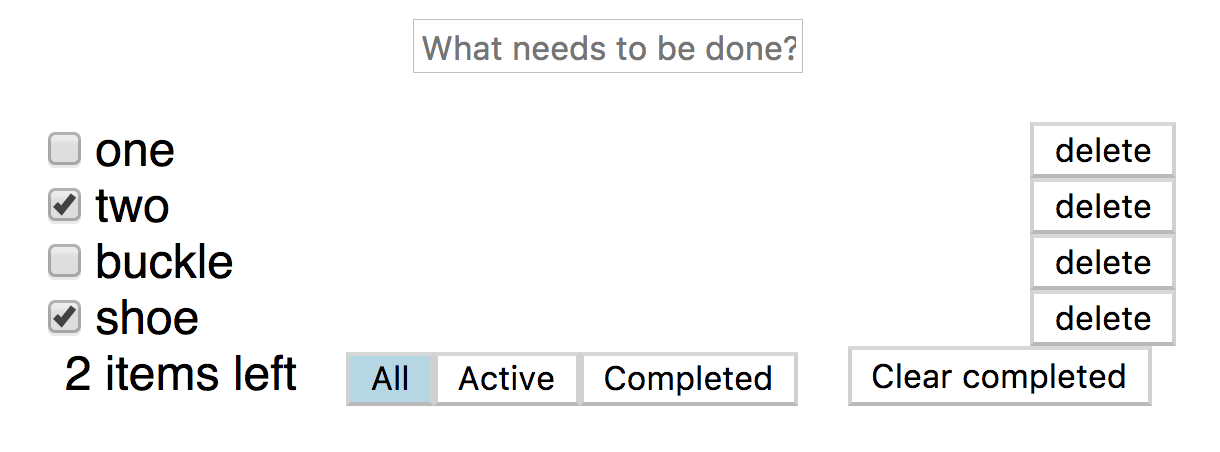 What needs to be done?
one delete
two delete
buckle delete
shoe delete
2 items left All Active Completed Clear completed